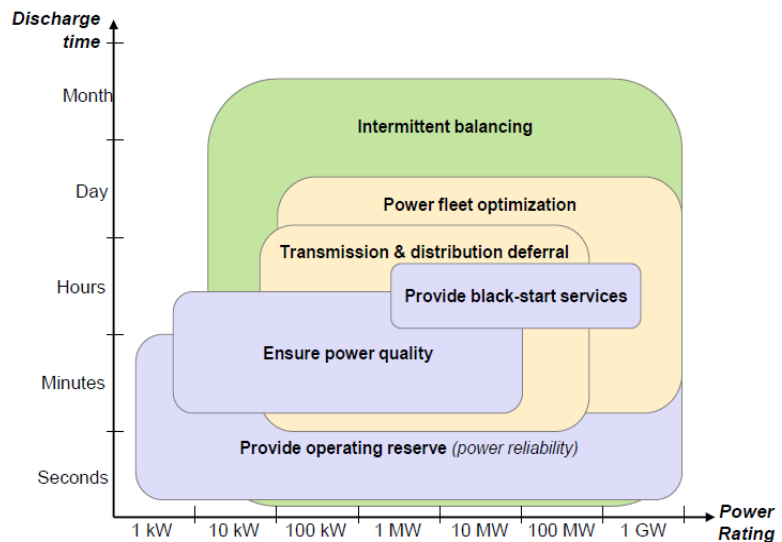 Discharge
time
Month
Day
Hours
Minutes
Seconds
Intermittent balancing
Power fleet optimization
Transmission & distribution deferral
Provide black-start services
Ensure power quality
Provide operating reserve (power reliability)
1 kW 10 kW 100 kW 1 MW 10 MW 100 MW 1 GW
Power
Rating